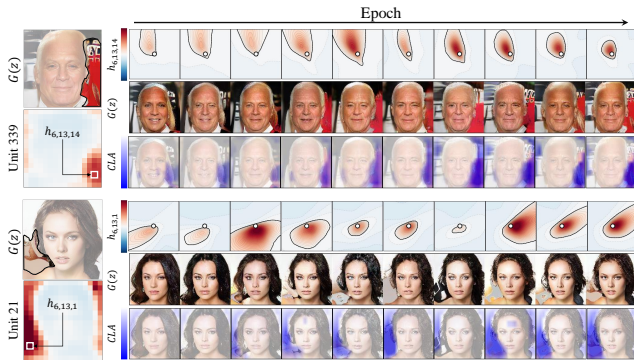 Epoch
G(z)
h6,13,14
Unit 339
h6,13,14
G(z)
CLA
G(z)
h6,13,1
Unit 21
h6,13,1
G(z)
CLA